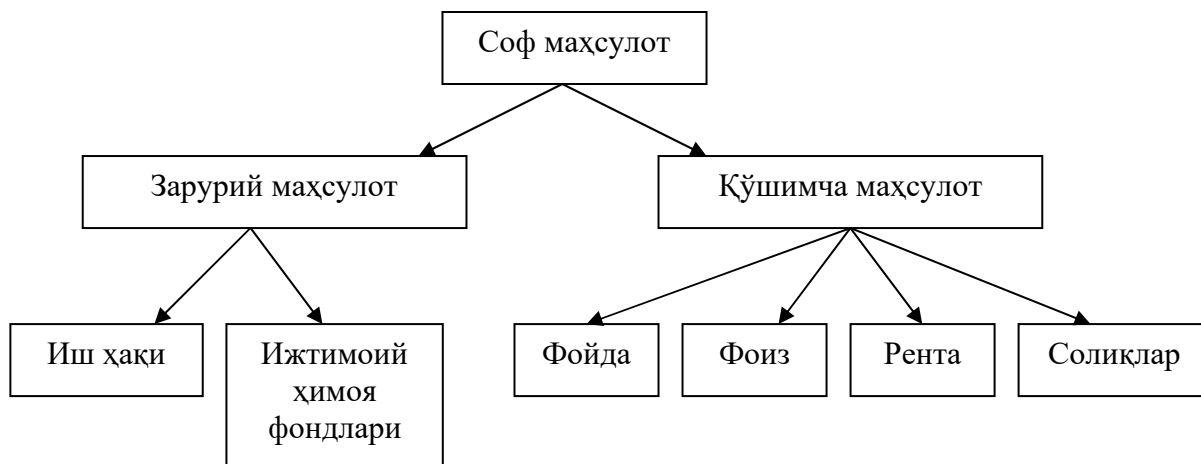 Соф маҳсулот
Зарурий маҳсулот
Қўшимча маҳсулот
Иш ҳақи
Ижтимоий
ҳимоя
фондлари
Фойда
Фоиз
Рента
Солиқлар